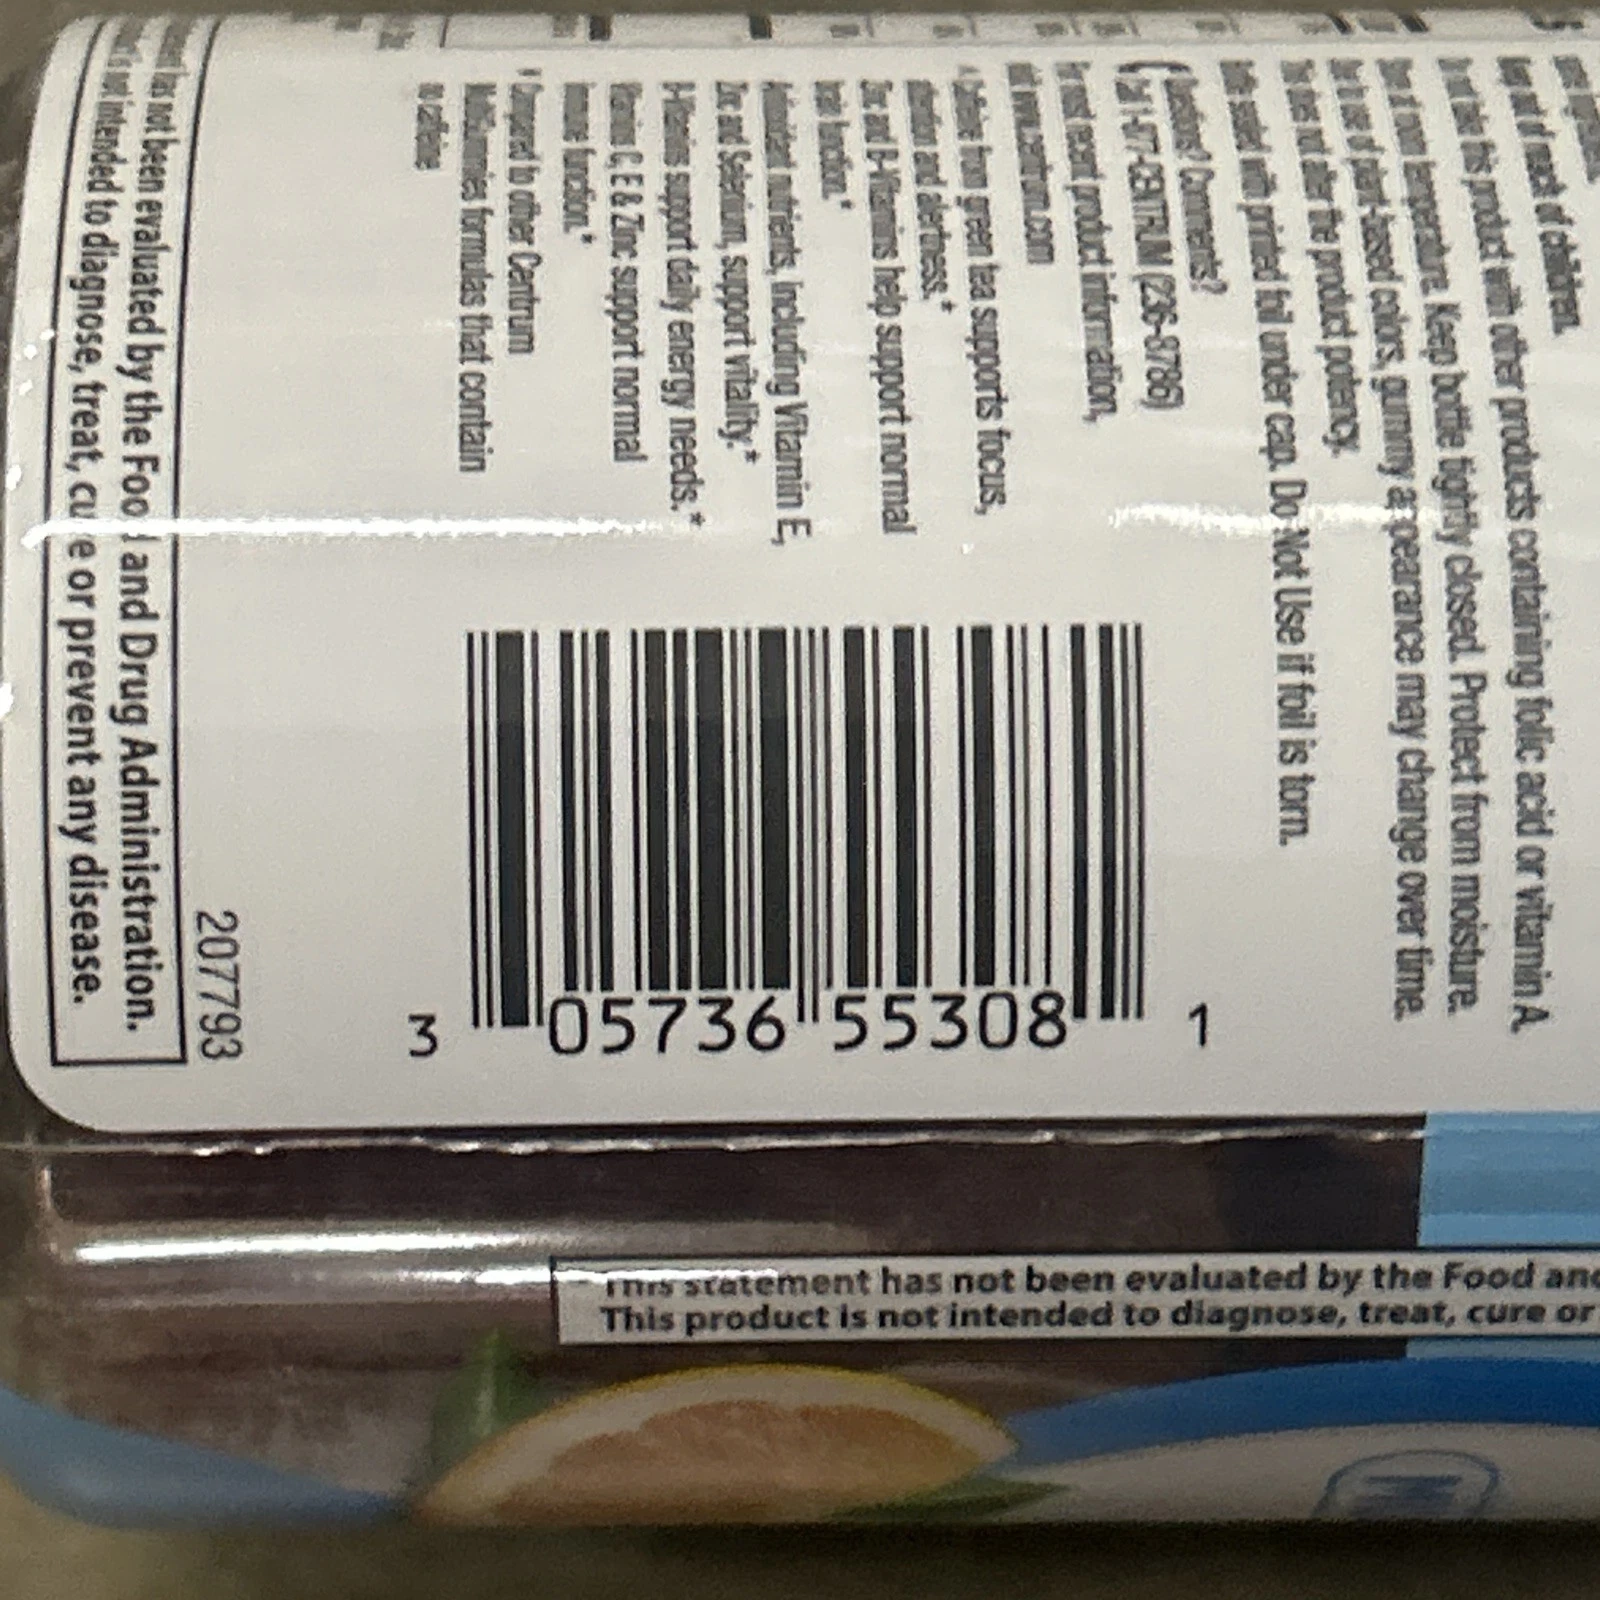 keep out of reach of children.
Do not take this product with other products containing folic acid or vitamin A.
Store at room temperature. Keep bottle tightly closed. Protect from moisture.
Due to use of plant-based colors, gummy appearance may change over time.
This does not alter the product potency.
Bottle sealed with printed foil under cap. Do Not Use if foil is torn.
Questions? Comments?
Call 1-877-CENTRUM (236-8786)
For most recent product information,
visit www.centrum.com
^ Caffeine from green tea supports focus,
attention and alertness.*
Zinc and B-Vitamins help support normal
brain function.*
Antioxidant nutrients, including Vitamin E,
Zinc and Selenium, support vitality.*
B-Vitamins support daily energy needs.*
Vitamins C, E & Zinc support normal
immune function.*
Compared to other Centrum
MultiGummies formulas that contain
no caffeine
has not been evaluated by the Food and Drug Administration.
is not intended to diagnose, treat, cure or prevent any disease.
2077793
3 05736 55308 1
This statement has not been evaluated by the Food and
This product is not intended to diagnose, treat, cure or